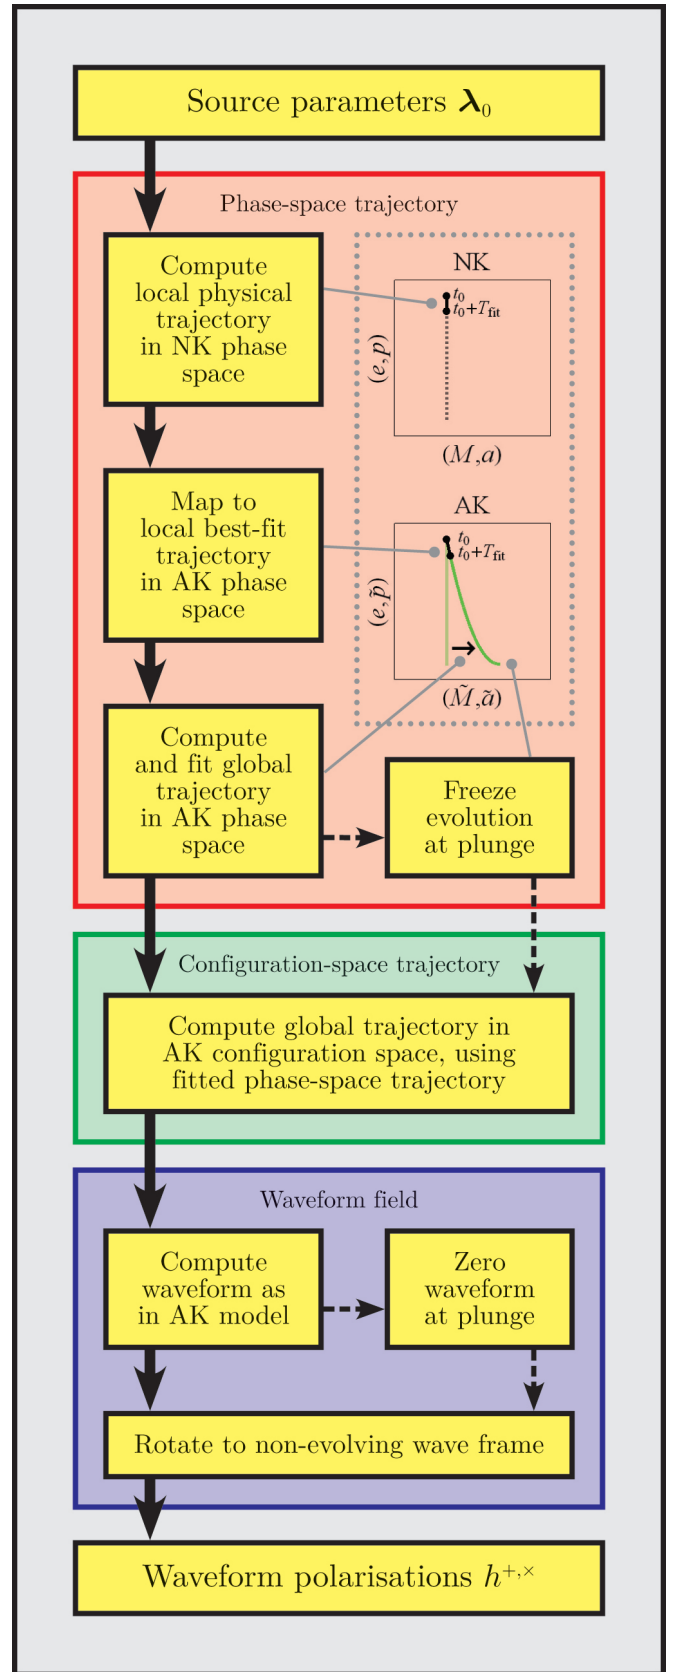 Source parameters λ₀
Phase-space trajectory
Compute
local physical
trajectory
in NK phase
space
NK
t₀
t₀+T_fit
(e,p)
(M,a)
Map to
local best-fit
trajectory
in AK phase
space
AK
t₀
t₀+T_fit
(e,p̃)
(M̃,ã)
Compute
and fit global
trajectory
in AK phase
space
Freeze
evolution
at plunge
Configuration-space trajectory
Compute global trajectory in
AK configuration space, using
fitted phase-space trajectory
Waveform field
Compute
waveform as
in AK model
Zero
waveform
at plunge
Rotate to non-evolving wave frame
Waveform polarisations h⁺,ˣ